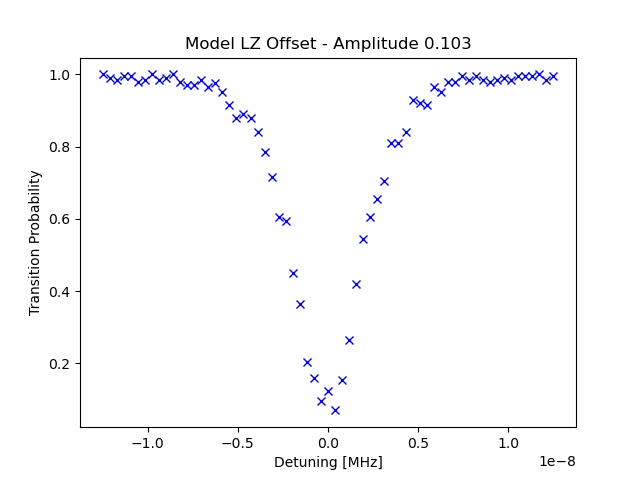 Model LZ Offset - Amplitude 0.103
Transition Probability
1.0
0.8
0.6
0.4
0.2
−1.0 −0.5 0.0 0.5 1.0
1e−8
Detuning [MHz]